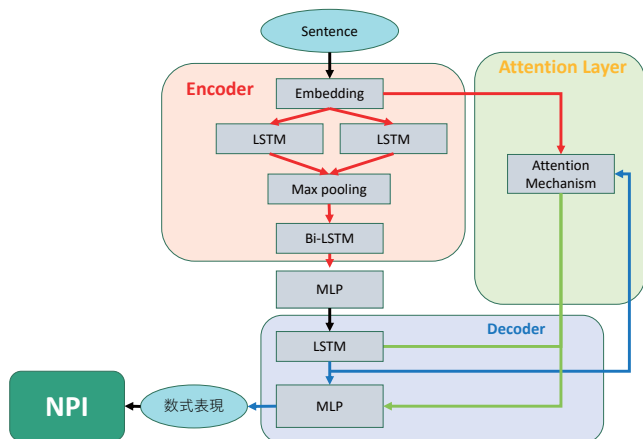 Sentence
Encoder
Attention Layer
Embedding
LSTM
LSTM
Attention
Mechanism
Max pooling
Bi-LSTM
MLP
Decoder
LSTM
MLP
数式表現
NPI